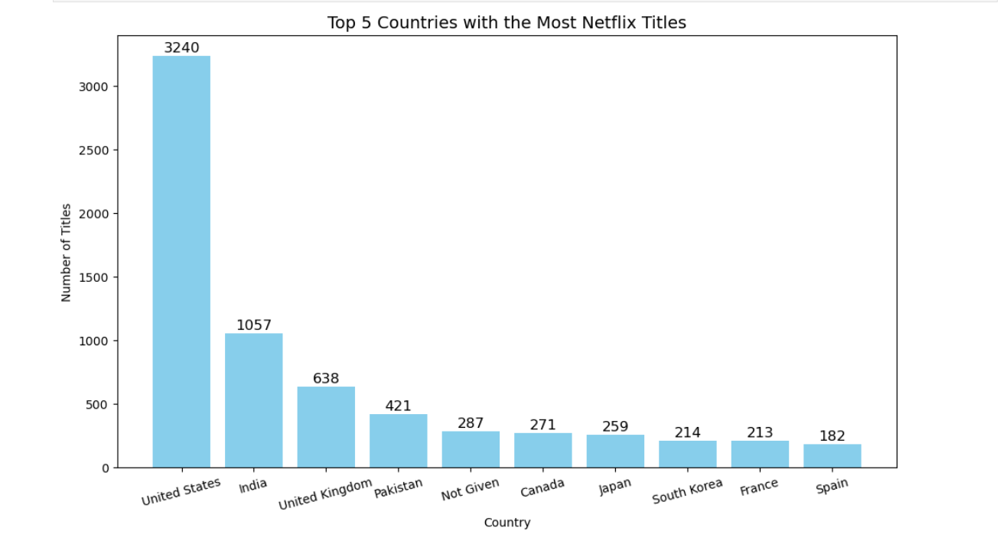 Top 5 Countries with the Most Netflix Titles
3240
3000
2500
2000
1500
1057
1000
638
500
421
287
271
259
214
213
182
0
Number of Titles
United States
India
United Kingdom
Pakistan
Not Given
Canada
Japan
South Korea
France
Spain
Country